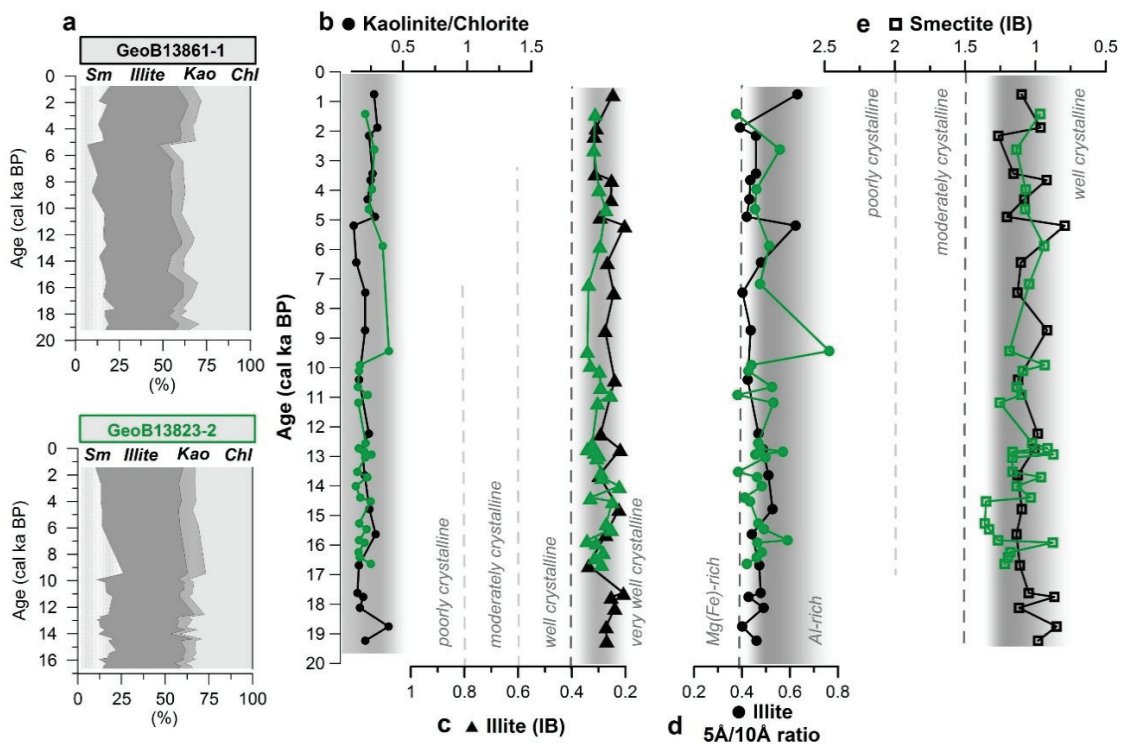 a
GeoB13861-1
Sm Illite Kao Chl
Age (cal ka BP)
0
2
4
6
8
10
12
14
16
18
20
0 25 50 75 100
(%)
GeoB13823-2
Sm Illite Kao Chl
Age (cal ka BP)
0
2
4
6
8
10
12
14
16
0 25 50 75 100
(%)
b
Kaolinite/Chlorite
0.5 1 1.5
Age (cal ka BP)
0
1
2
3
4
5
6
7
8
9
10
11
12
13
14
15
16
17
18
19
20
poorly crystalline
moderately crystalline
well crystalline
very well crystalline
1 0.8 0.6 0.4 0.2
c Illite (IB)
Mg(Fe)-rich
Al-rich
0.2 0.4 0.6 0.8
d Illite
5Å/10Å ratio
e Smectite (IB)
2.5 2 1.5 1 0.5
poorly crystalline
moderately crystalline
well crystalline